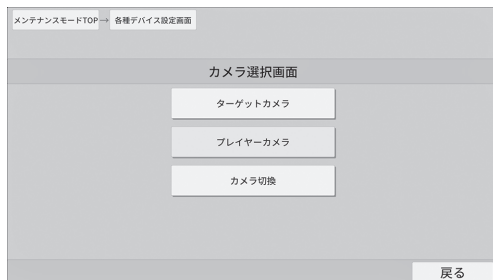 メンテナンスモードTOP→各種デバイス設定画面
カメラ選択画面
ターゲットカメラ
プレイヤーカメラ
カメラ切換
戻る